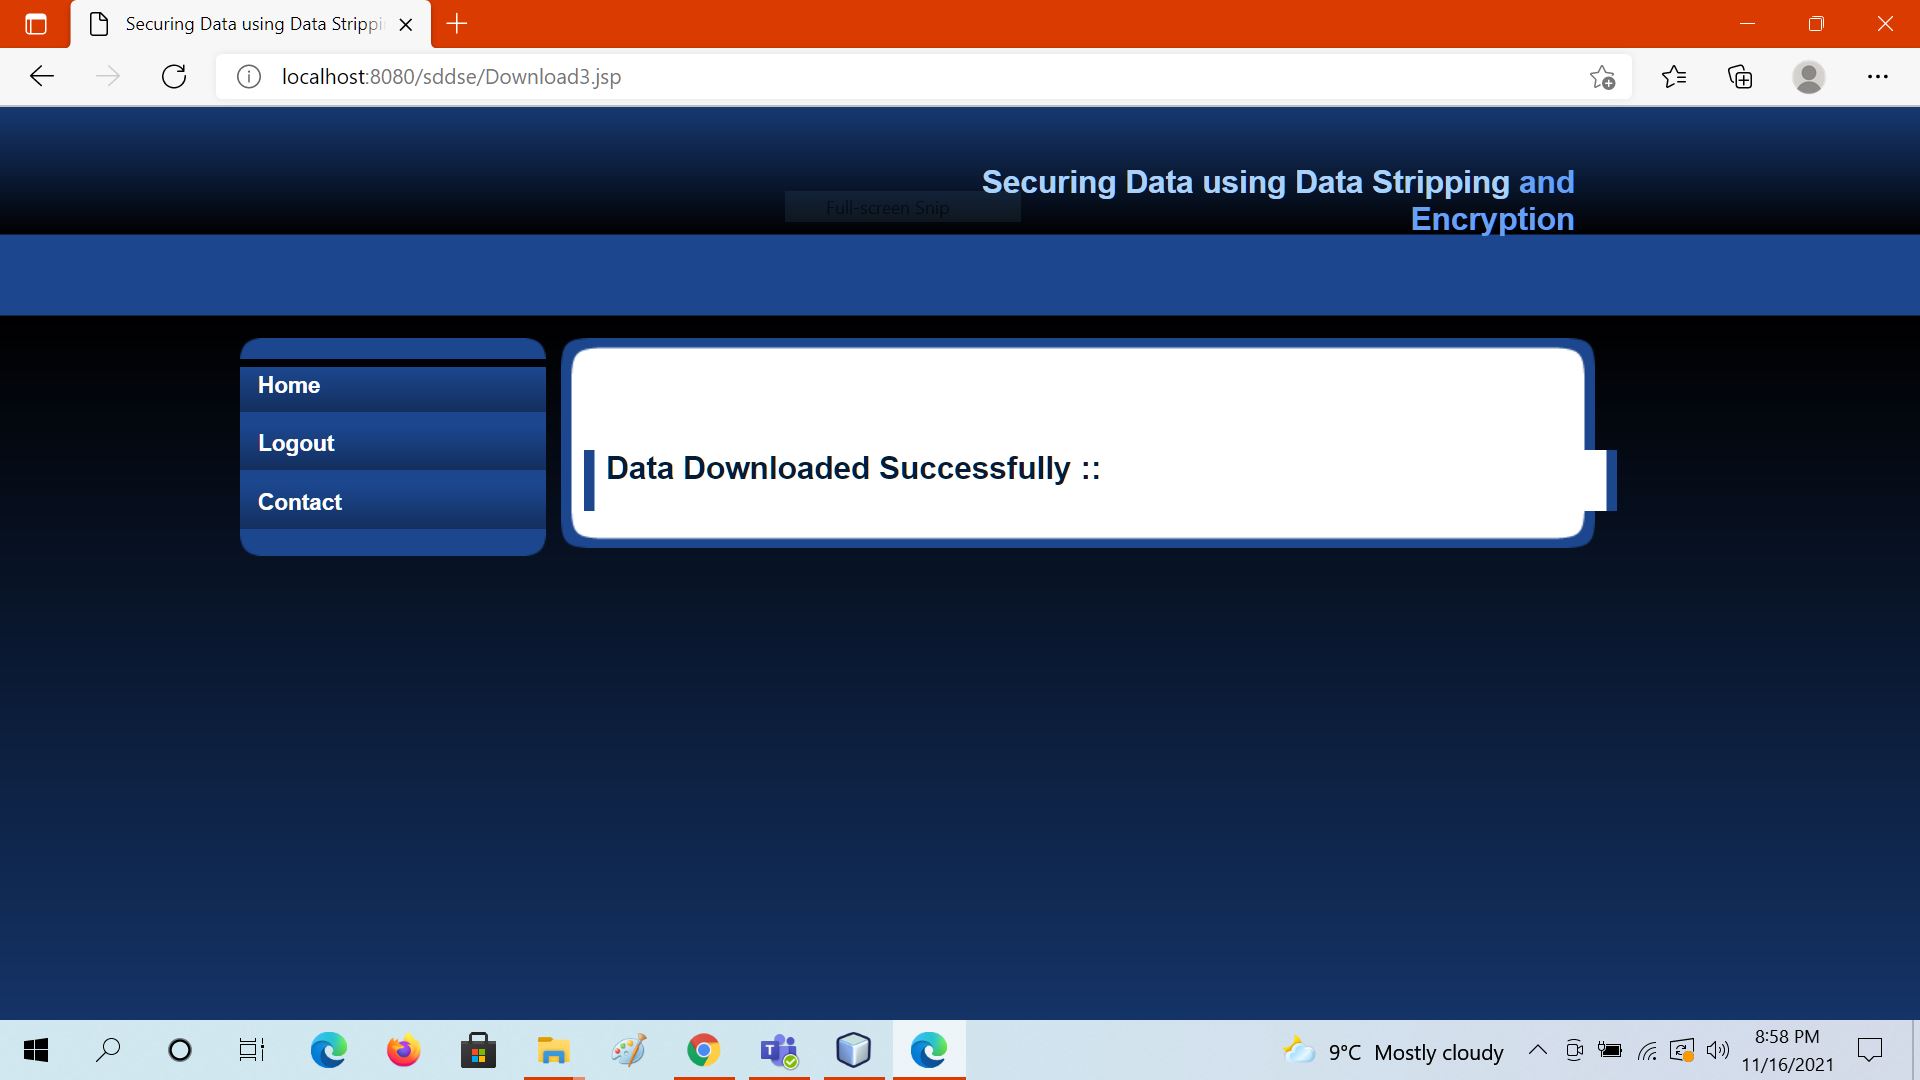 Securing Data using Data Strippi
localhost:8080/sddse/Download3.jsp
Securing Data using Data Stripping and
Encryption
Full-screen Snip
Home
Logout
Contact
Data Downloaded Successfully ::
9°C Mostly cloudy
8:58 PM
11/16/2021